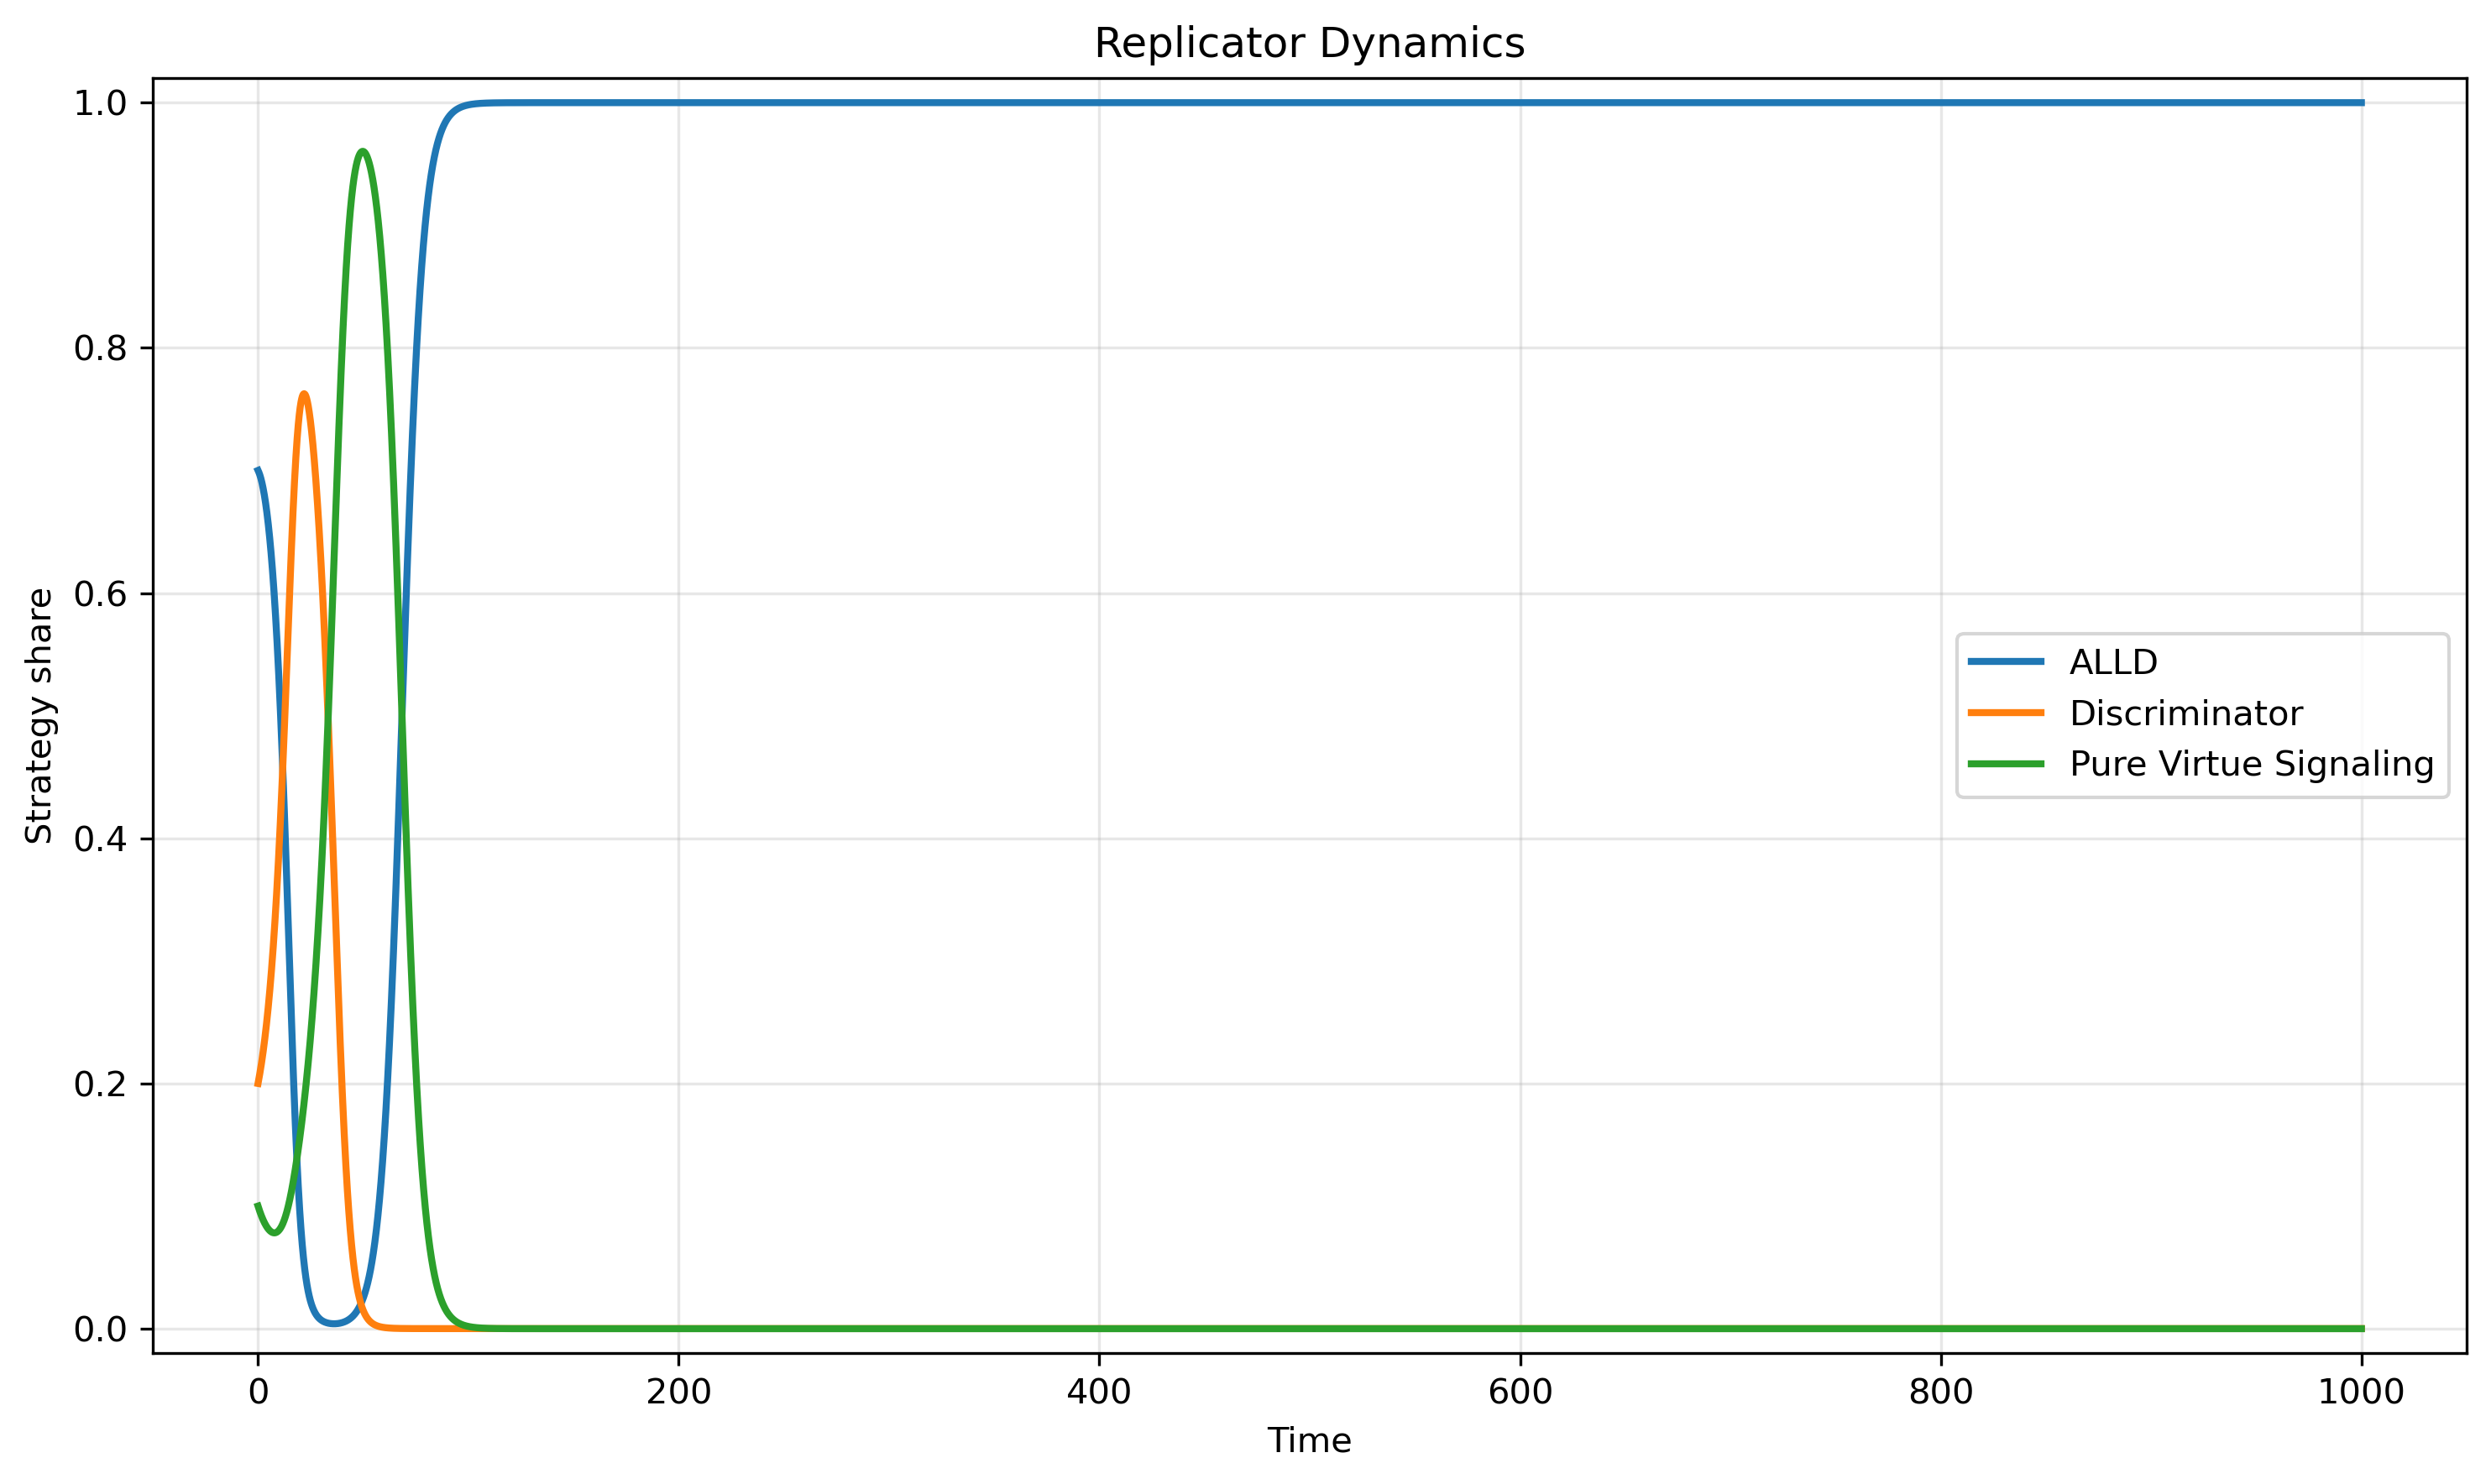 Replicator Dynamics
Strategy share
1.0
0.8
0.6
0.4
0.2
0.0
ALLD
Discriminator
Pure Virtue Signaling
0
200
400
600
800
1000
Time